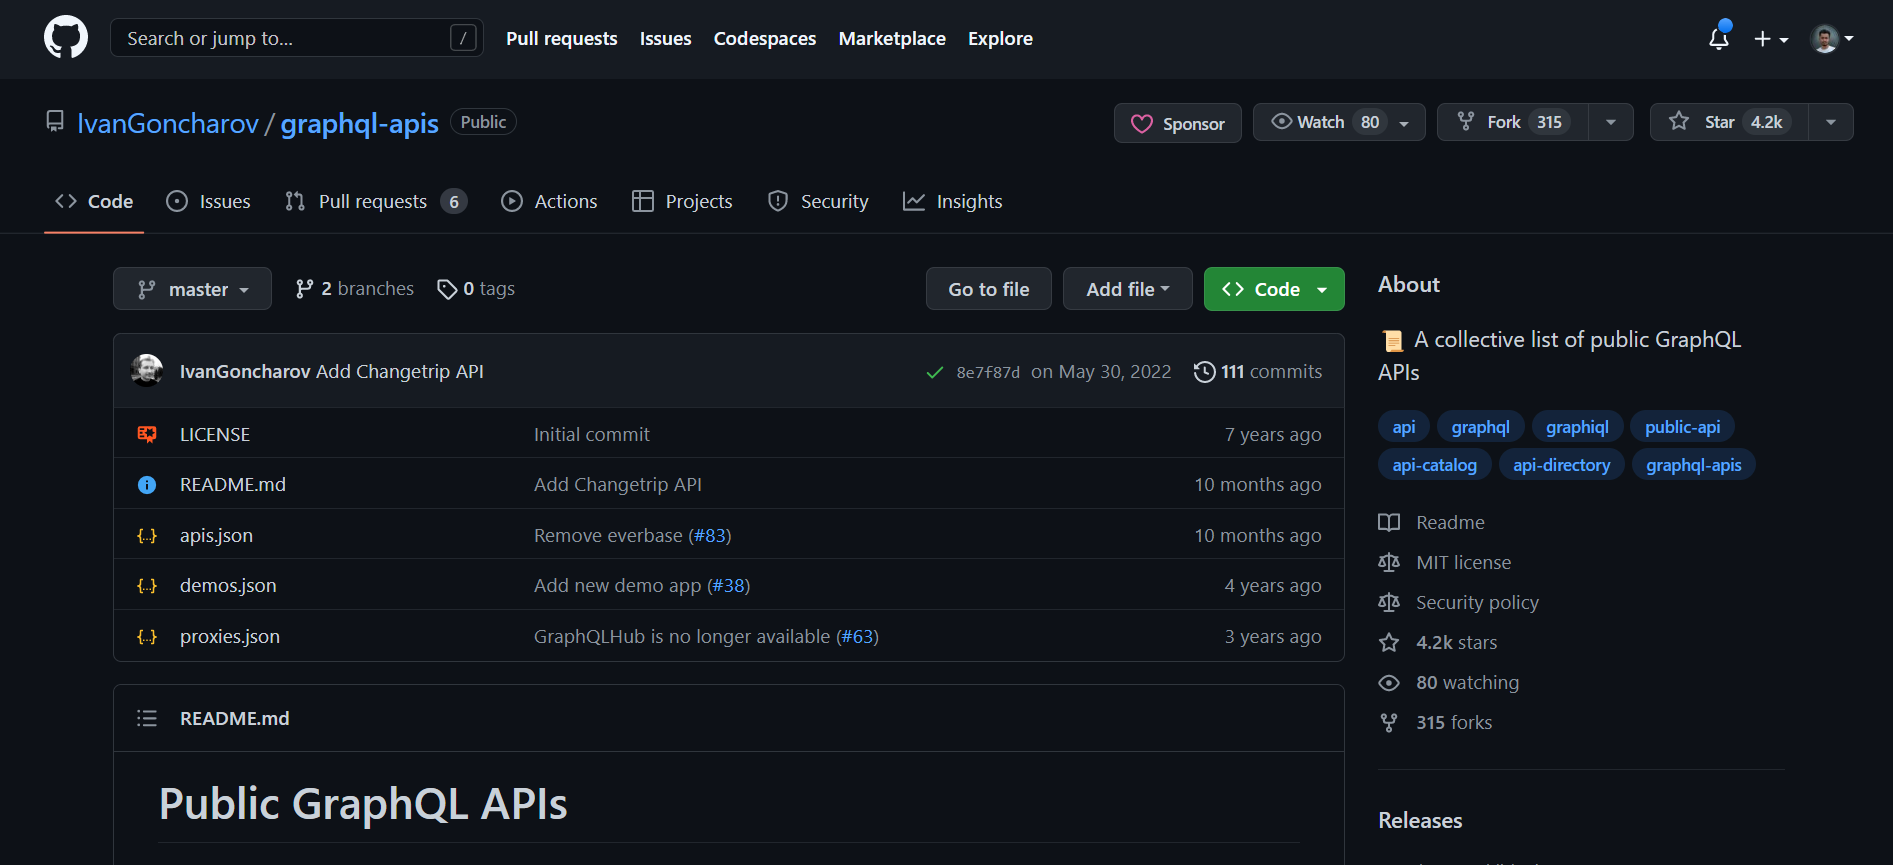 Search or jump to... /
Pull requests Issues Codespaces Marketplace Explore
IvanGoncharov / graphql-apis Public
Sponsor Watch 80 Fork 315 Star 4.2k
Code Issues Pull requests 6 Actions Projects Security Insights
master 2 branches 0 tags Go to file Add file Code
IvanGoncharov Add Changetrip API 8e7f87d on May 30, 2022 111 commits
LICENSE Initial commit 7 years ago
README.md Add Changetrip API 10 months ago
apis.json Remove everbase (#83) 10 months ago
demos.json Add new demo app (#38) 4 years ago
proxies.json GraphQLHub is no longer available (#63) 3 years ago
README.md
Public GraphQL APIs
About
A collective list of public GraphQL
APIs
api graphql graphiql public-api
api-catalog api-directory graphql-apis
Readme
MIT license
Security policy
4.2k stars
80 watching
315 forks
Releases